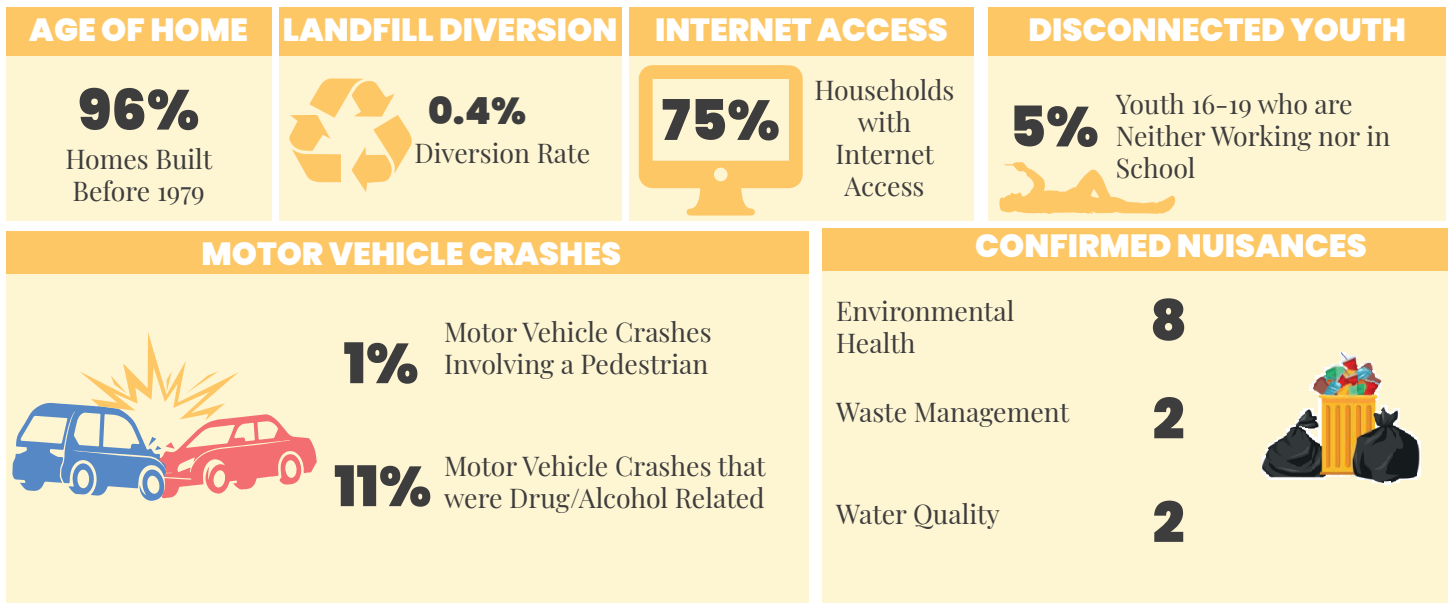 AGE OF HOME
96%
Homes Built
Before 1979
LANDFILL DIVERSION
0.4%
Diversion Rate
INTERNET ACCESS
75%
Households
with
Internet
Access
DISCONNECTED YOUTH
5%
Youth 16-19 who are
Neither Working nor in
School
MOTOR VEHICLE CRASHES
1%
Motor Vehicle Crashes
Involving a Pedestrian
11%
Motor Vehicle Crashes that
were Drug/Alcohol Related
CONFIRMED NUISANCES
Environmental
Health
8
Waste Management
2
Water Quality
2